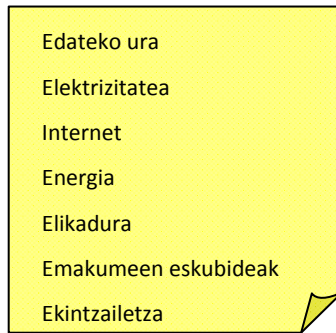 Edateko ura
Elektrizitatea
Internet
Energia
Elikadura
Emakumeen eskubideak
Ekintzailetza